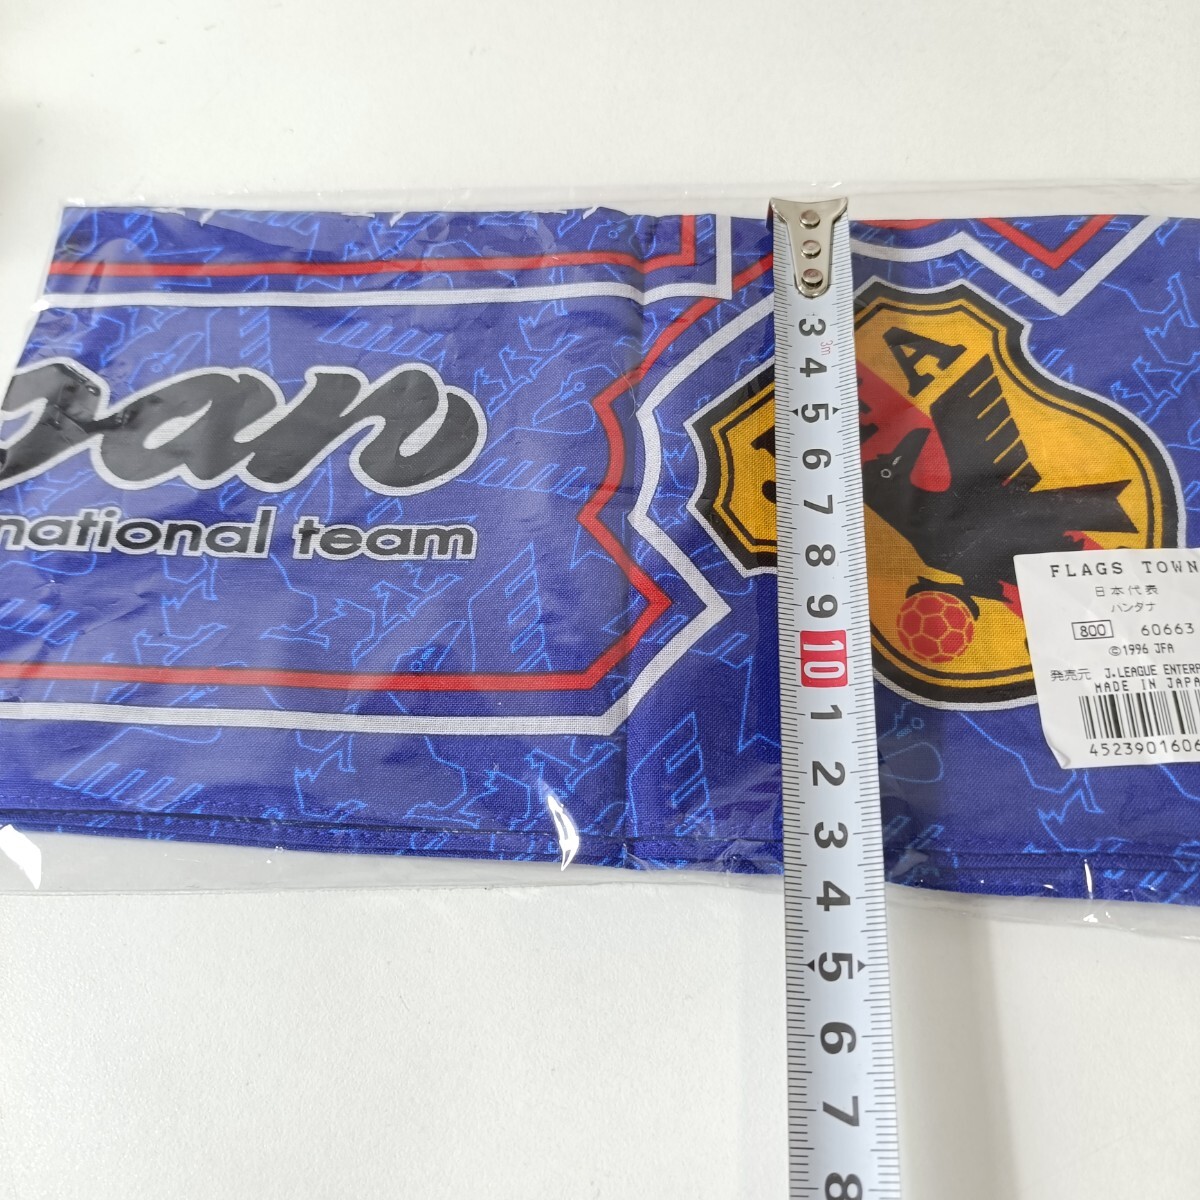 pan
national team
J
A
FLAGS TOWN
日本代表
バンダナ
800 60663
©1996 JFA
発売元 J.LEAGUE ENTERP
MADE IN JAPA
4523901606
3m
3
4
5
6
7
8
9
10
1
2
3
4
5
6
7
8